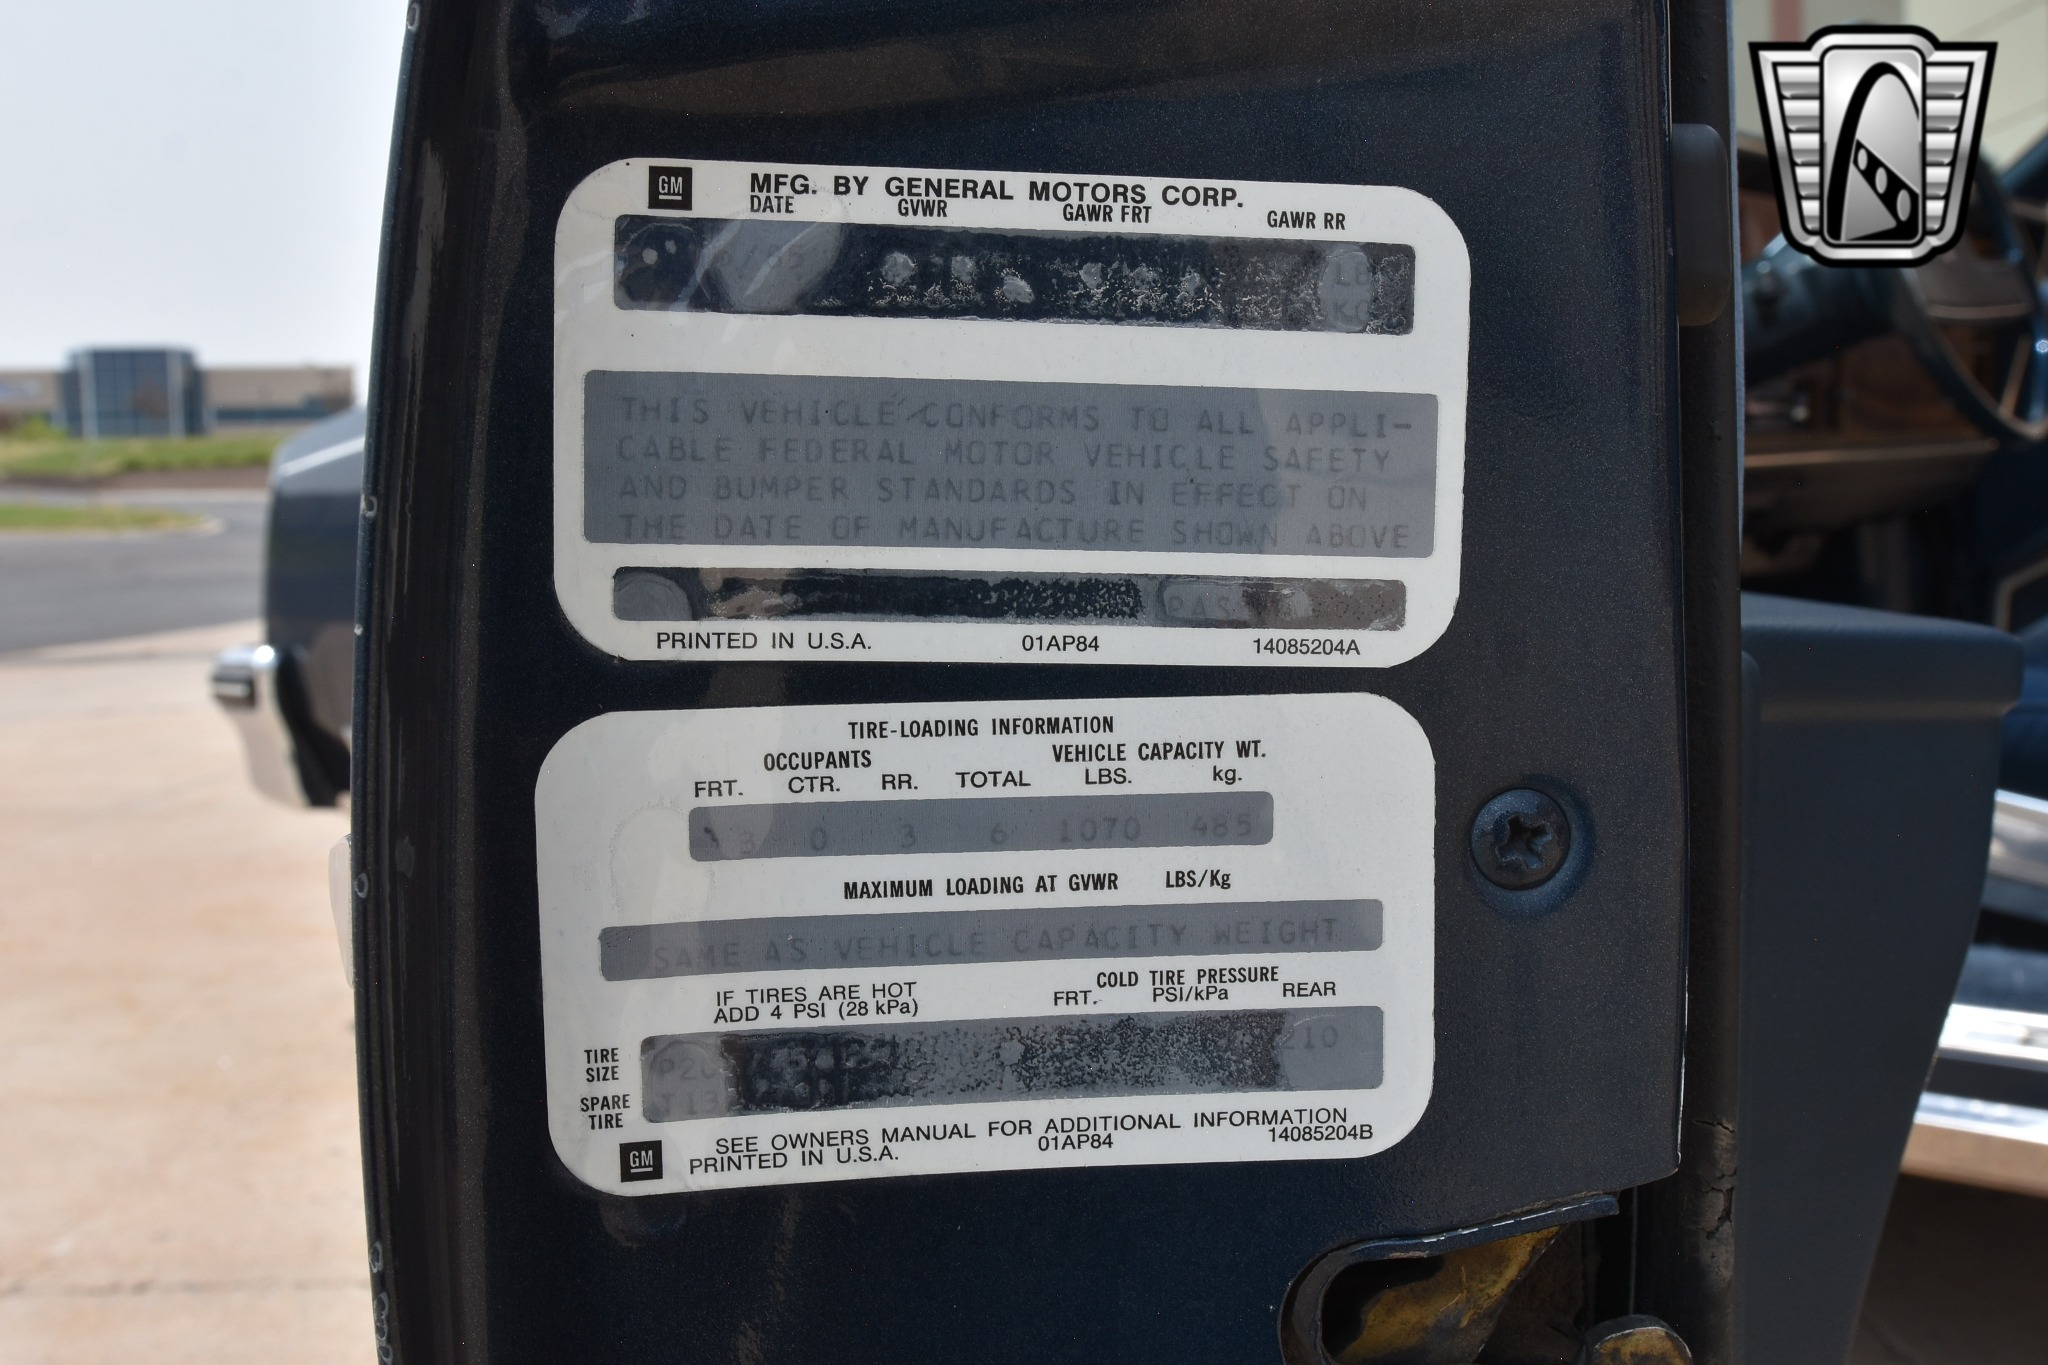 GM MFG. BY GENERAL MOTORS CORP.
DATE GVWR GAWR FRT GAWR RR
LB
KG
THIS VEHICLE CONFORMS TO ALL APPLI-
CABLE FEDERAL MOTOR VEHICLE SAFETY
AND BUMPER STANDARDS IN EFFECT ON
THE DATE OF MANUFACTURE SHOWN ABOVE
PRINTED IN U.S.A. 01AP84 14085204A
TIRE-LOADING INFORMATION
OCCUPANTS VEHICLE CAPACITY WT.
FRT. CTR. RR. TOTAL LBS. kg.
3 0 3 6 1070 485
MAXIMUM LOADING AT GVWR LBS/Kg
SAME AS VEHICLE CAPACITY WEIGHT
IF TIRES ARE HOT COLD TIRE PRESSURE
ADD 4 PSI (28 kPa) FRT. PSI/kPa REAR
TIRE SIZE 210
SPARE TIRE
SEE OWNERS MANUAL FOR ADDITIONAL INFORMATION
GM PRINTED IN U.S.A. 01AP84 14085204B